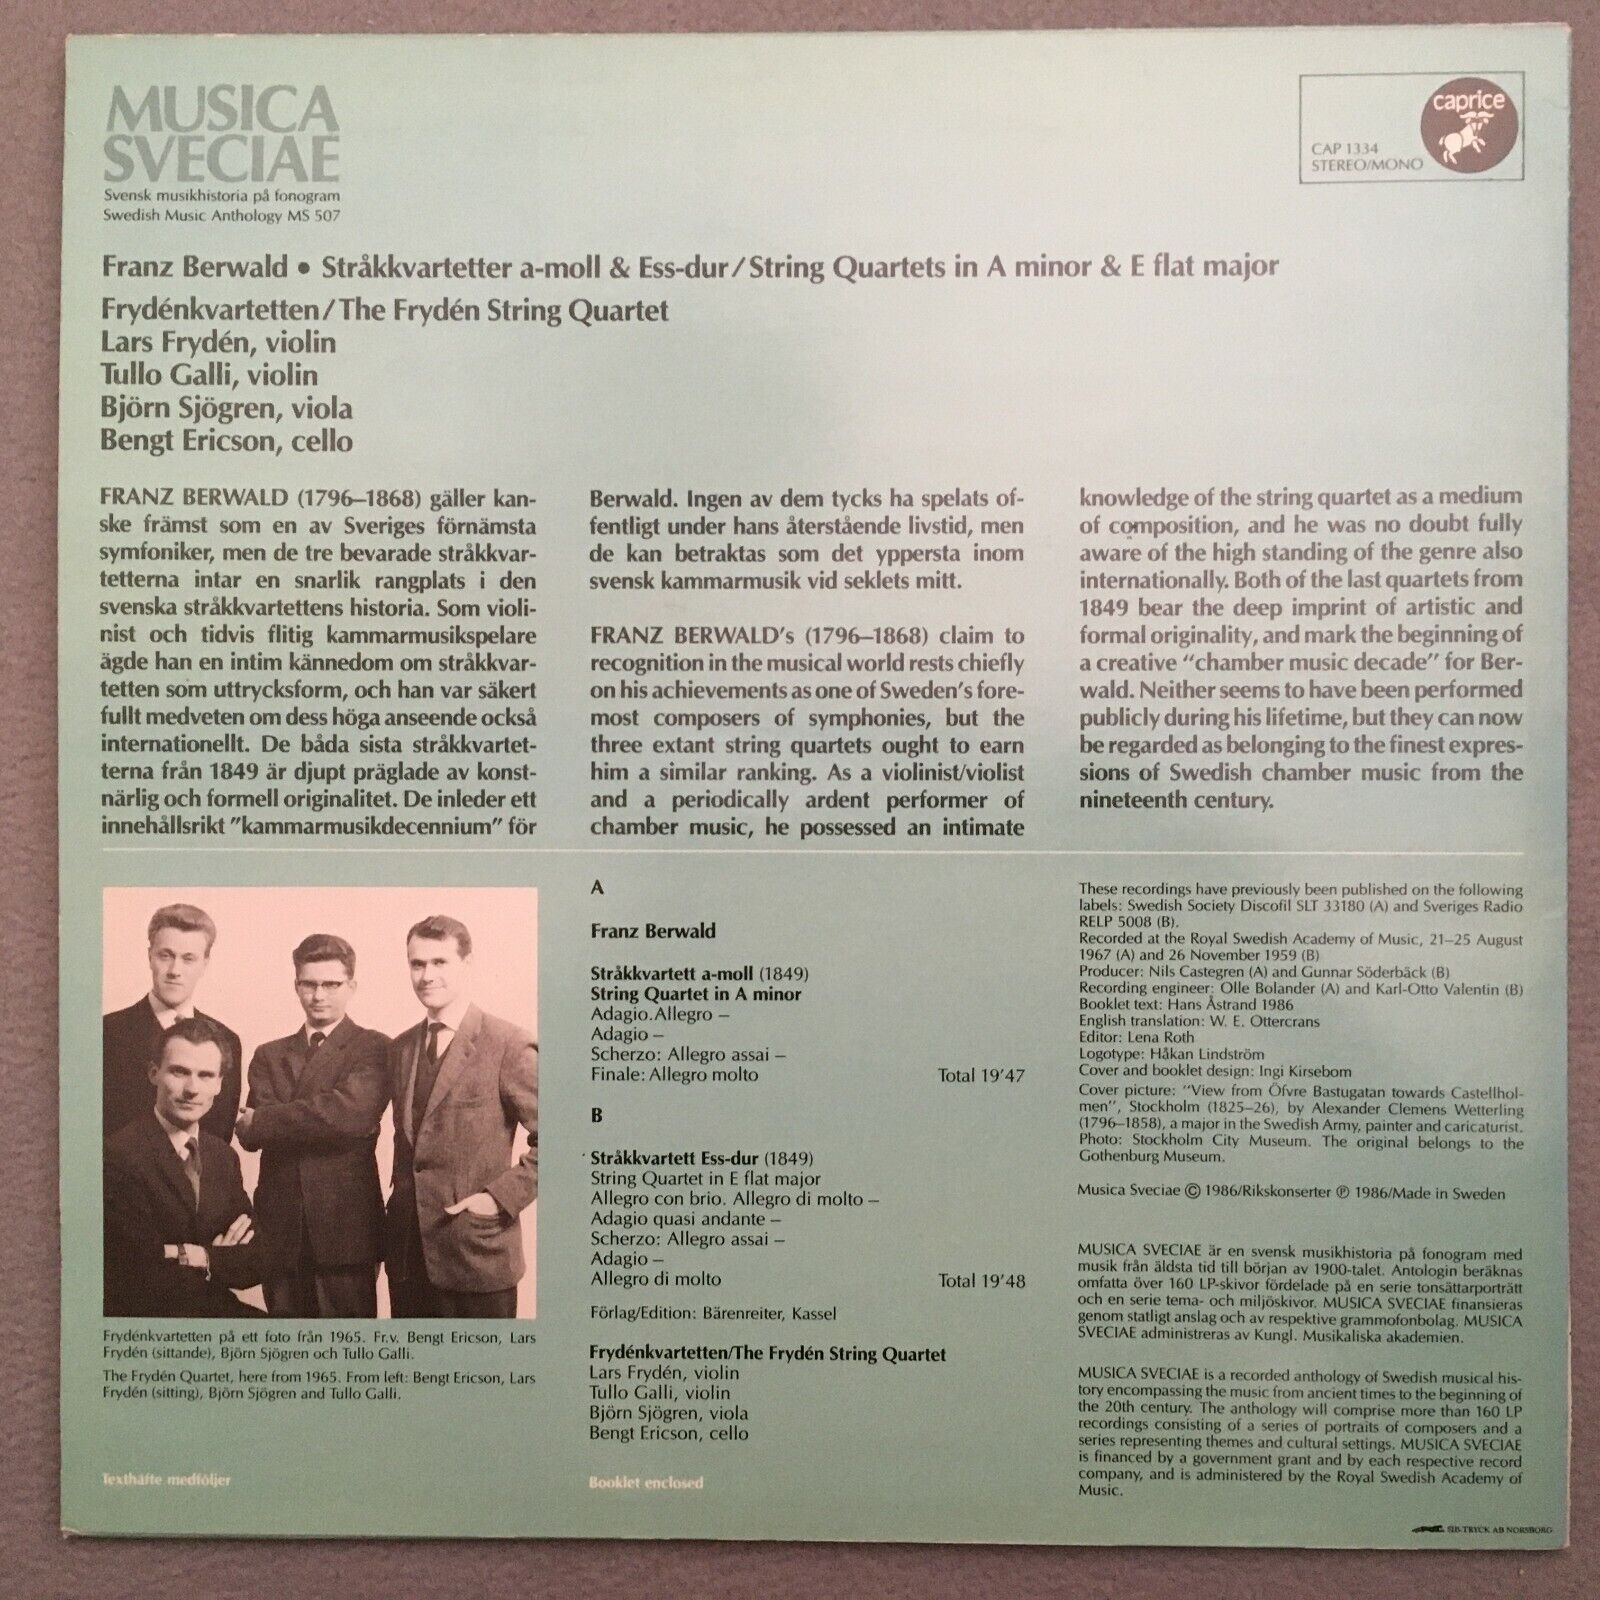 MUSICA
SVECIAE
Svensk musikhistoria på fonogram
Swedish Music Anthology MS 507
caprice
CAP 1334
STEREO/MONO
Franz Berwald • Stråkkvartetter a-moll & Ess-dur/String Quartets in A minor & E flat major
Frydénkvartetten/The Frydén String Quartet
Lars Frydén, violin
Tullo Galli, violin
Björn Sjögren, viola
Bengt Ericson, cello
FRANZ BERWALD (1796–1868) gäller kan-
ske främst som en av Sveriges förnämsta
symfoniker, men de tre bevarade stråkkvar-
tetterna intar en snarlik rangplats i den
svenska stråkkvartettens historia. Som violi-
nist och tidvis flitig kammarmusikspelare
ägde han en intim kännedom om stråkkvar-
tetten som uttrycksform, och han var säkert
fullt medveten om dess höga anseende också
internationellt. De båda sista stråkkvartet-
terna från 1849 är djupt präglade av konst-
närlig och formell originalitet. De inleder ett
innehållsrikt ”kammarmusikdecennium” för
Berwald. Ingen av dem tycks ha spelats of-
fentligt under hans återstående livstid, men
de kan betraktas som det yppersta inom
svensk kammarmusik vid seklets mitt.
FRANZ BERWALD's (1796–1868) claim to
recognition in the musical world rests chiefly
on his achievements as one of Sweden's fore-
most composers of symphonies, but the
three extant string quartets ought to earn
him a similar ranking. As a violinist/violist
and a periodically ardent performer of
chamber music, he possessed an intimate
knowledge of the string quartet as a medium
of composition, and he was no doubt fully
aware of the high standing of the genre also
internationally. Both of the last quartets from
1849 bear the deep imprint of artistic and
formal originality, and mark the beginning of
a creative “chamber music decade” for Ber-
wald. Neither seems to have been performed
publicly during his lifetime, but they can now
be regarded as belonging to the finest expres-
sions of Swedish chamber music from the
nineteenth century.
Frydénkvartetten på ett foto från 1965. Fr.v. Bengt Ericson, Lars
Frydén (sittande), Björn Sjögren och Tullo Galli.
The Frydén Quartet, here from 1965. From left: Bengt Ericson, Lars
Frydén (sitting), Björn Sjögren and Tullo Galli.
Texthäfte medföljer
A
Franz Berwald
Stråkkvartett a-moll (1849)
String Quartet in A minor
Adagio.Allegro –
Adagio –
Scherzo: Allegro assai –
Finale: Allegro molto Total 19'47
B
Stråkkvartett Ess-dur (1849)
String Quartet in E flat major
Allegro con brio. Allegro di molto –
Adagio quasi andante –
Scherzo: Allegro assai –
Adagio –
Allegro di molto Total 19'48
Förlag/Edition: Bärenreiter, Kassel
Frydénkvartetten/The Frydén String Quartet
Lars Frydén, violin
Tullo Galli, violin
Björn Sjögren, viola
Bengt Ericson, cello
Booklet enclosed
These recordings have previously been published on the following
labels: Swedish Society Discofil SLT 33180 (A) and Sveriges Radio
RELP 5008 (B).
Recorded at the Royal Swedish Academy of Music, 21–25 August
1967 (A) and 26 November 1959 (B)
Producer: Nils Castegren (A) and Gunnar Söderbäck (B)
Recording engineer: Olle Bolander (A) and Karl-Otto Valentin (B)
Booklet text: Hans Åstrand 1986
English translation: W. E. Ottercrans
Editor: Lena Roth
Logotype: Håkan Lindström
Cover and booklet design: Ingi Kirsebom
Cover picture: “View from Öfvre Bastugatan towards Castellhol-
men”, Stockholm (1825–26), by Alexander Clemens Wetterling
(1796–1858), a major in the Swedish Army, painter and caricaturist.
Photo: Stockholm City Museum. The original belongs to the
Gothenburg Museum.
Musica Sveciae © 1986/Rikskonserter ℗ 1986/Made in Sweden
MUSICA SVECIAE är en svensk musikhistoria på fonogram med
musik från äldsta tid till början av 1900-talet. Antologin beräknas
omfatta över 160 LP-skivor fördelade på en serie tonsättarporträtt
och en serie tema- och miljöskivor. MUSICA SVECIAE finansieras
genom statligt anslag och av respektive grammofonbolag. MUSICA
SVECIAE administreras av Kungl. Musikaliska akademien.
MUSICA SVECIAE is a recorded anthology of Swedish musical his-
tory encompassing the music from ancient times to the beginning of
the 20th century. The anthology will comprise more than 160 LP
recordings consisting of a series of portraits of composers and a
series representing themes and cultural settings. MUSICA SVECIAE
is financed by a government grant and by each respective record
company, and is administered by the Royal Swedish Academy of
Music.
SIB-TRYCK AB NORSBORG